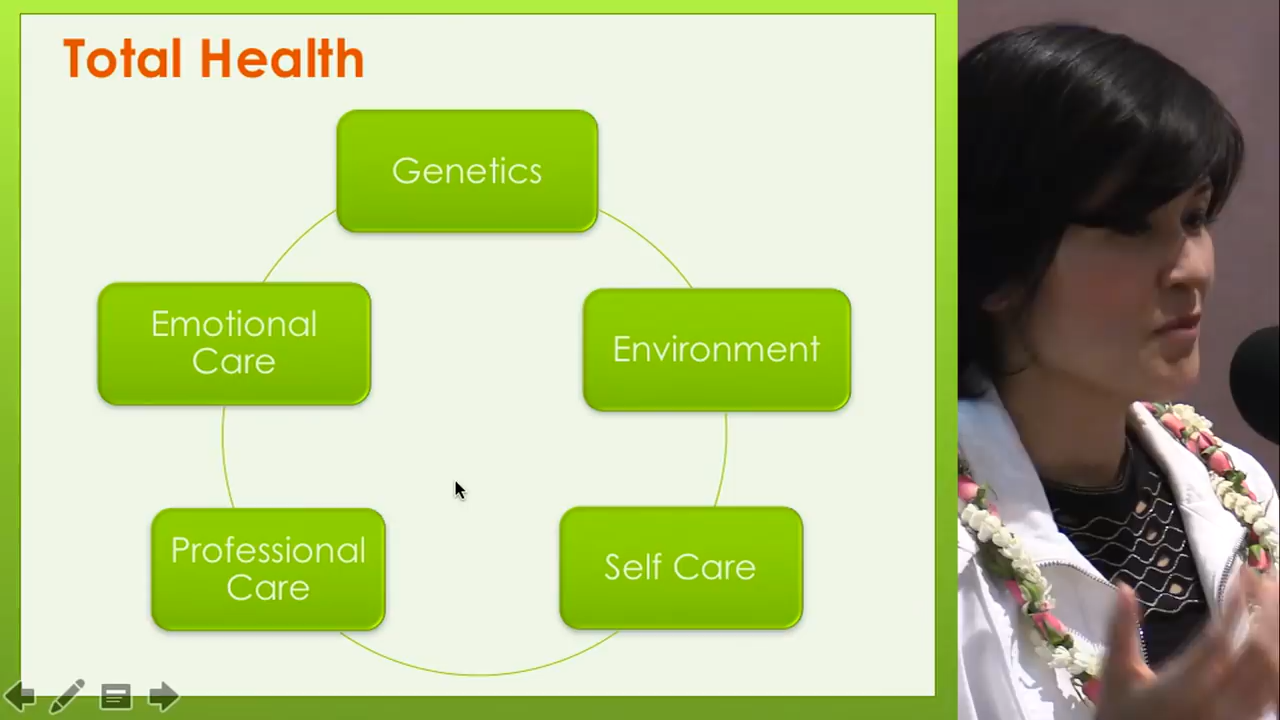 Total Health
Genetics
Environment
Self Care
Professional
Care
Emotional
Care